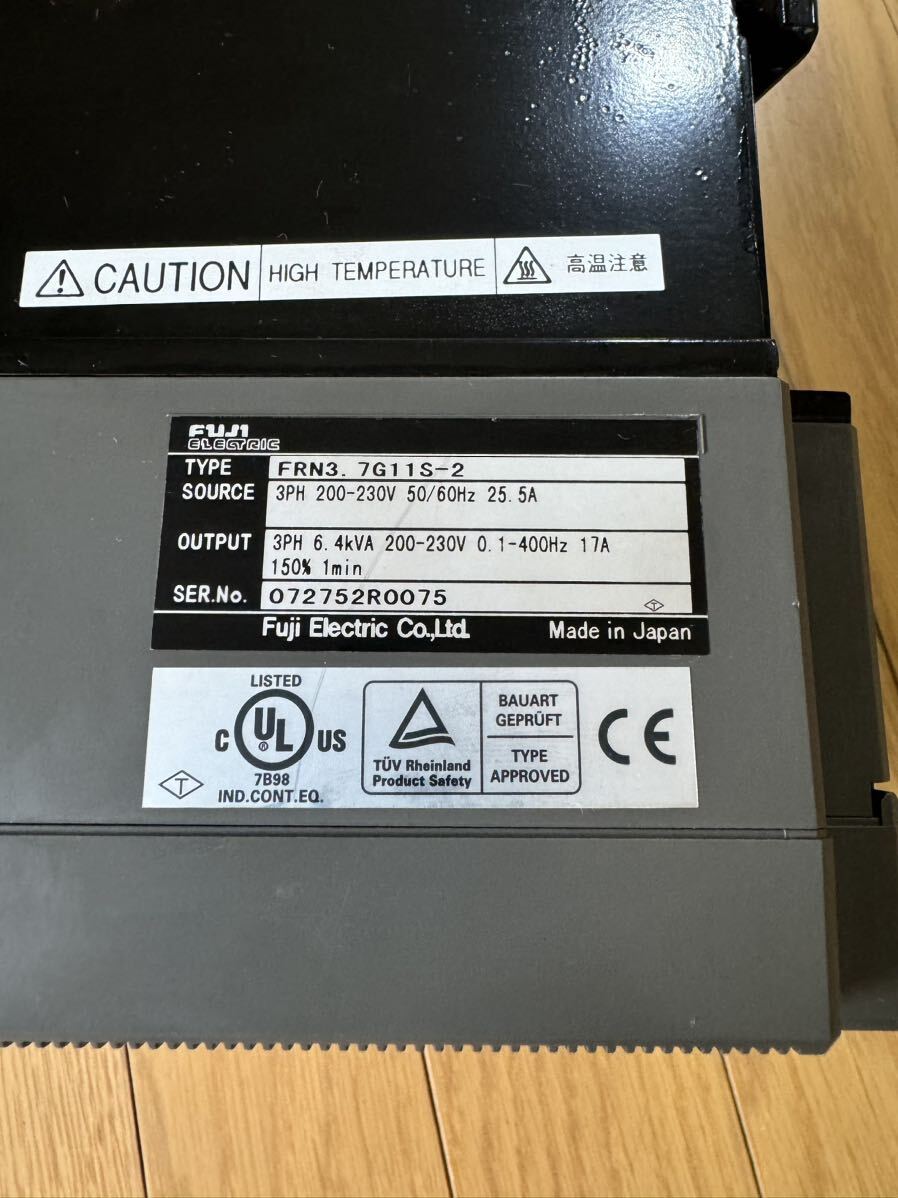 CAUTION HIGH TEMPERATURE 高温注意
FUJI
ELECTRIC
TYPE FRN3.7G11S-2
SOURCE 3PH 200-230V 50/60Hz 25.5A
OUTPUT 3PH 6.4kVA 200-230V 0.1-400Hz 17A
150% 1min
SER.No. 072752R0075
T
Fuji Electric Co.,Ltd. Made in Japan
LISTED
C UL® US
7B98
IND.CONT.EQ.
T
TÜV Rheinland
Product Safety
BAUART
GEPRÜFT
TYPE
APPROVED
CE